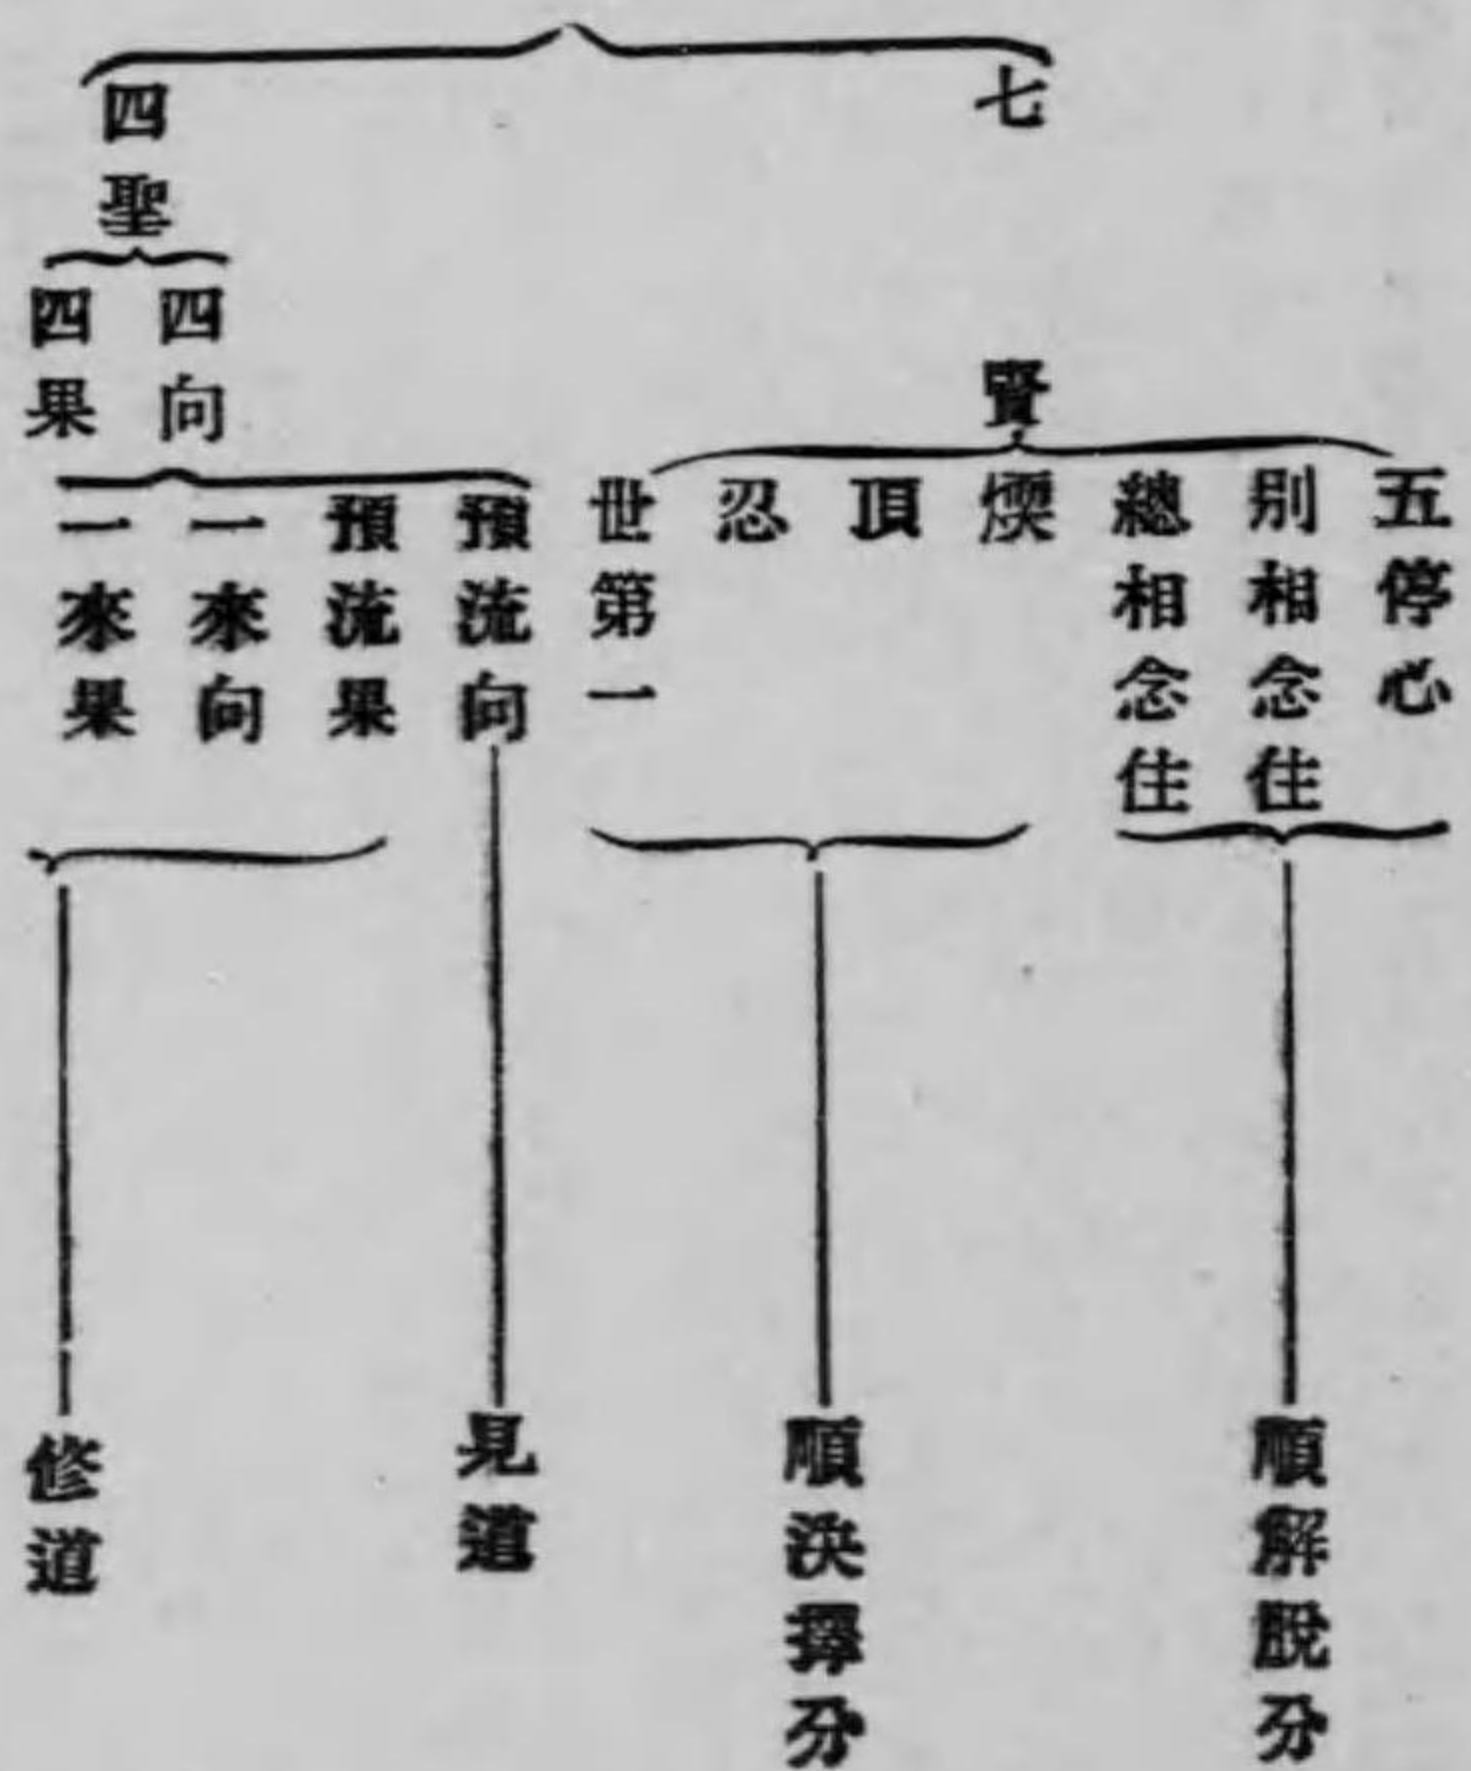 七賢
五停心
別相念住
總相念住
煗
頂
忍
世第一
順解脫分
順決擇分
四聖
四向
四果
預流向
預流果
一來向
一來果
見道
修道